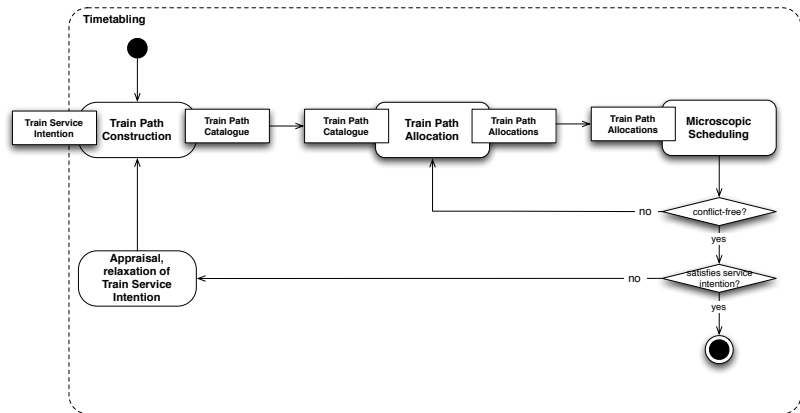 Timetabling
Train Service
Intention
Train Path
Construction
Train Path
Catalogue
Train Path
Catalogue
Train Path
Allocation
Train Path
Allocations
Train Path
Allocations
Microscopic
Scheduling
no
conflict-free?
yes
Appraisal,
relaxation of
Train Service
Intention
no
satisfies service
intention?
yes